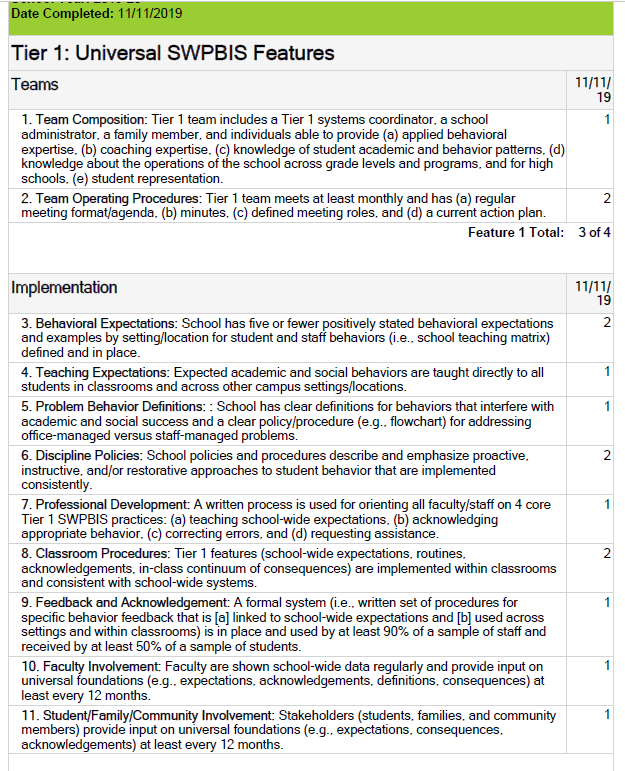 Date Completed: 11/11/2019
Tier 1: Universal SWPBIS Features
Teams
11/11/
19
1. Team Composition: Tier 1 team includes a Tier 1 systems coordinator, a school
1
administrator, a family member, and individuals able to provide (a) applied behavioral
expertise, (b) coaching expertise, (c) knowledge of student academic and behavior patterns, (d)
knowledge about the operations of the school across grade levels and programs, and for high
schools, (e) student representation.
2. Team Operating Procedures: Tier 1 team meets at least monthly and has (a) regular
2
meeting format/agenda, (b) minutes, (c) defined meeting roles, and (d) a current action plan.
Feature 1 Total: 3 of 4
Implementation
11/11/
19
3. Behavioral Expectations: School has five or fewer positively stated behavioral expectations
2
and examples by setting/location for student and staff behaviors (i.e., school teaching matrix)
defined and in place.
4. Teaching Expectations: Expected academic and social behaviors are taught directly to all
1
students in classrooms and across other campus settings/locations.
5. Problem Behavior Definitions: : School has clear definitions for behaviors that interfere with
1
academic and social success and a clear policy/procedure (e.g., flowchart) for addressing
office-managed versus staff-managed problems.
6. Discipline Policies: School policies and procedures describe and emphasize proactive,
2
instructive, and/or restorative approaches to student behavior that are implemented
consistently.
7. Professional Development: A written process is used for orienting all faculty/staff on 4 core
1
Tier 1 SWPBIS practices: (a) teaching school-wide expectations, (b) acknowledging
appropriate behavior, (c) correcting errors, and (d) requesting assistance.
8. Classroom Procedures: Tier 1 features (school-wide expectations, routines,
2
acknowledgements, in-class continuum of consequences) are implemented within classrooms
and consistent with school-wide systems.
9. Feedback and Acknowledgement: A formal system (i.e., written set of procedures for
1
specific behavior feedback that is [a] linked to school-wide expectations and [b] used across
settings and within classrooms) is in place and used by at least 90% of a sample of staff and
received by at least 50% of a sample of students.
10. Faculty Involvement: Faculty are shown school-wide data regularly and provide input on
1
universal foundations (e.g., expectations, acknowledgements, definitions, consequences) at
least every 12 months.
11. Student/Family/Community Involvement: Stakeholders (students, families, and community
1
members) provide input on universal foundations (e.g., expectations, consequences,
acknowledgements) at least every 12 months.